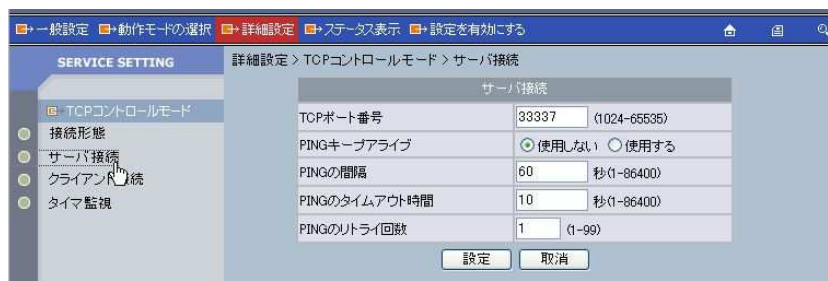 一般設定 動作モードの選択 詳細設定 ステータス表示 設定を有効にする
SERVICE SETTING
TCPコントロールモード
接続形態
サーバ接続
クライアント接続
タイマ監視
詳細設定 > TCPコントロールモード > サーバ接続
サーバ接続
TCPポート番号 33337 (1024-65535)
PINGキープアライブ 使用しない 使用する
PINGの間隔 60 秒(1-86400)
PINGのタイムアウト時間 10 秒(1-86400)
PINGのリトライ回数 1 (1-99)
設定 取消